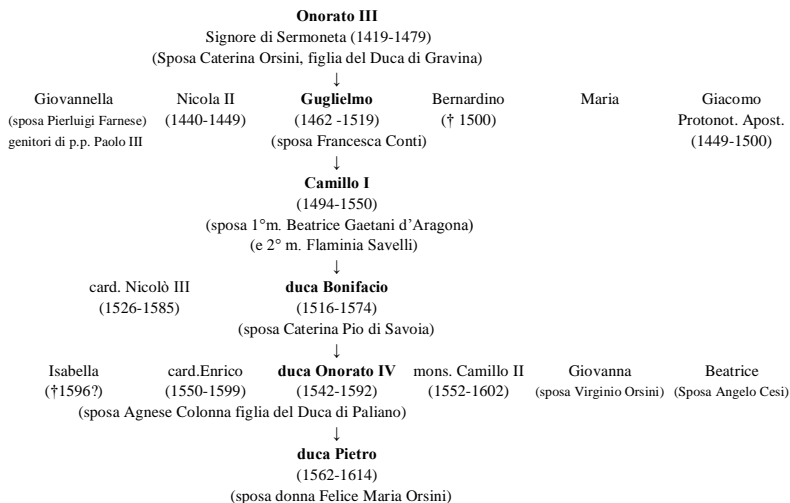 Onorato III
Signore di Sermoneta (1419-1479)
(Sposa Caterina Orsini, figlia del Duca di Gravina)
↓
Giovannella Nicola II Guglielmo Bernardino Maria Giacomo
(sposa Pierluigi Farnese) (1440-1449) (1462 -1519) († 1500) Protonot. Apost.
genitori di p.p. Paolo III (sposa Francesca Conti) (1449-1500)
↓
Camillo I
(1494-1550)
(sposa 1°m. Beatrice Gaetani d’Aragona)
(e 2° m. Flaminia Savelli)
↓
card. Nicolò III duca Bonifacio
(1526-1585) (1516-1574)
(sposa Caterina Pio di Savoia)
↓
Isabella card.Enrico duca Onorato IV mons. Camillo II Giovanna Beatrice
(†1596?) (1550-1599) (1542-1592) (1552-1602) (sposa Virginio Orsini) (Sposa Angelo Cesi)
(sposa Agnese Colonna figlia del Duca di Paliano)
↓
duca Pietro
(1562-1614)
(sposa donna Felice Maria Orsini)